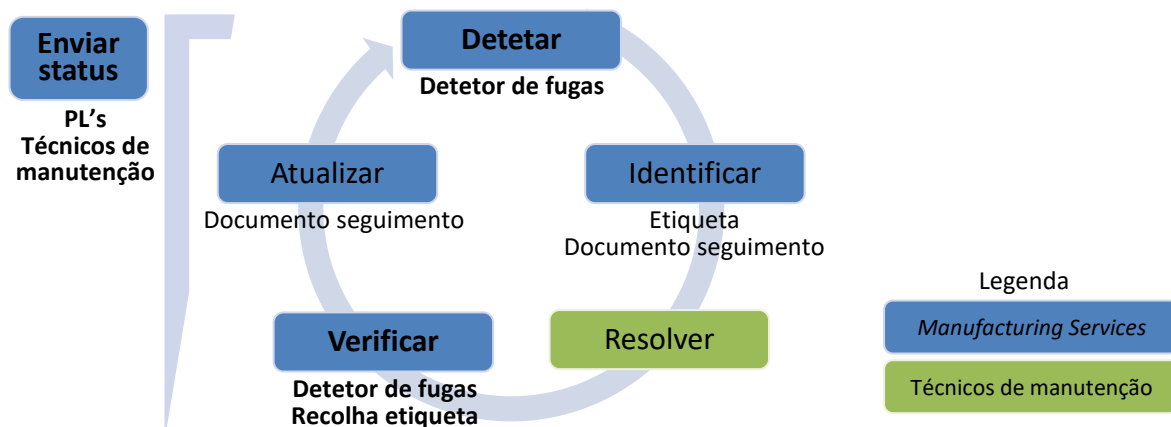 Enviar
status
PL's
Técnicos de
manutenção
Detetar
Detetor de fugas
Atualizar
Documento seguimento
Identificar
Etiqueta
Documento seguimento
Verificar
Detetor de fugas
Recolha etiqueta
Resolver
Legenda
Manufacturing Services
Técnicos de manutenção